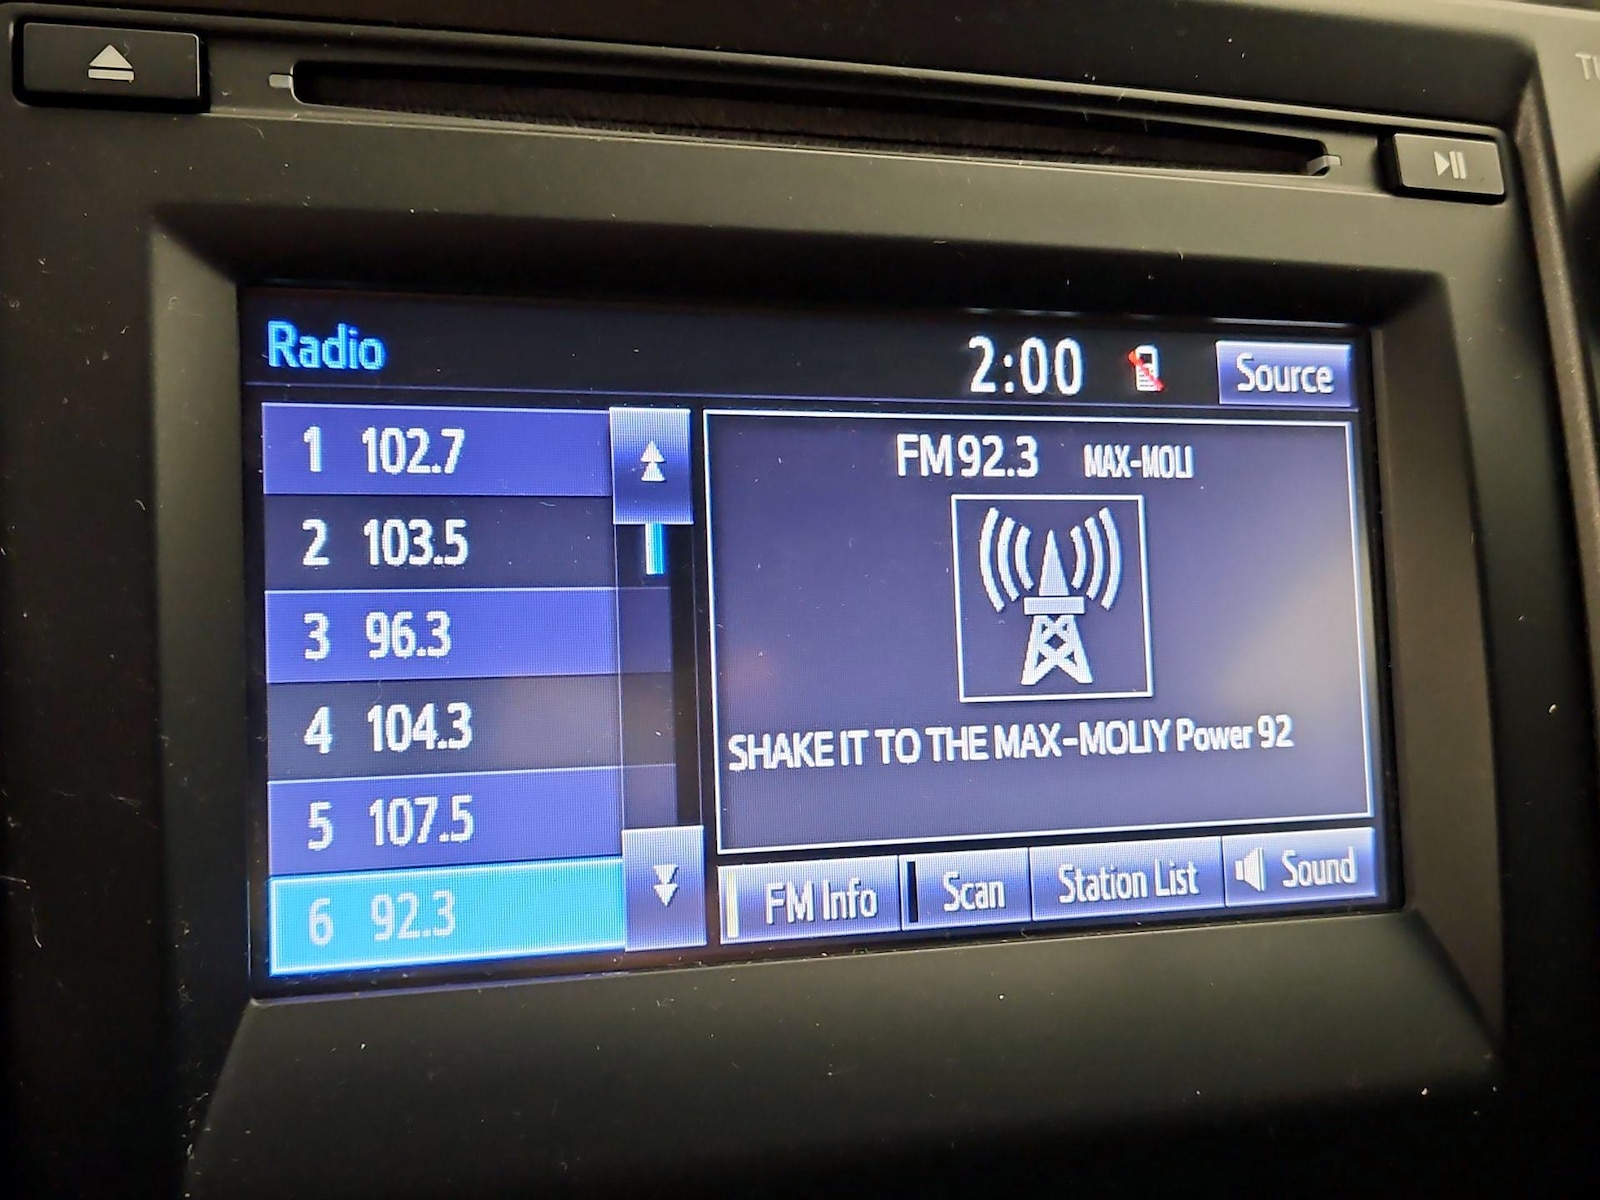 Radio
2:00
Source
1 102.7
2 103.5
3 96.3
4 104.3
5 107.5
6 92.3
FM 92.3 MAX-MOLI
SHAKE IT TO THE MAX-MOLIY Power 92
FM Info
Scan
Station List
Sound